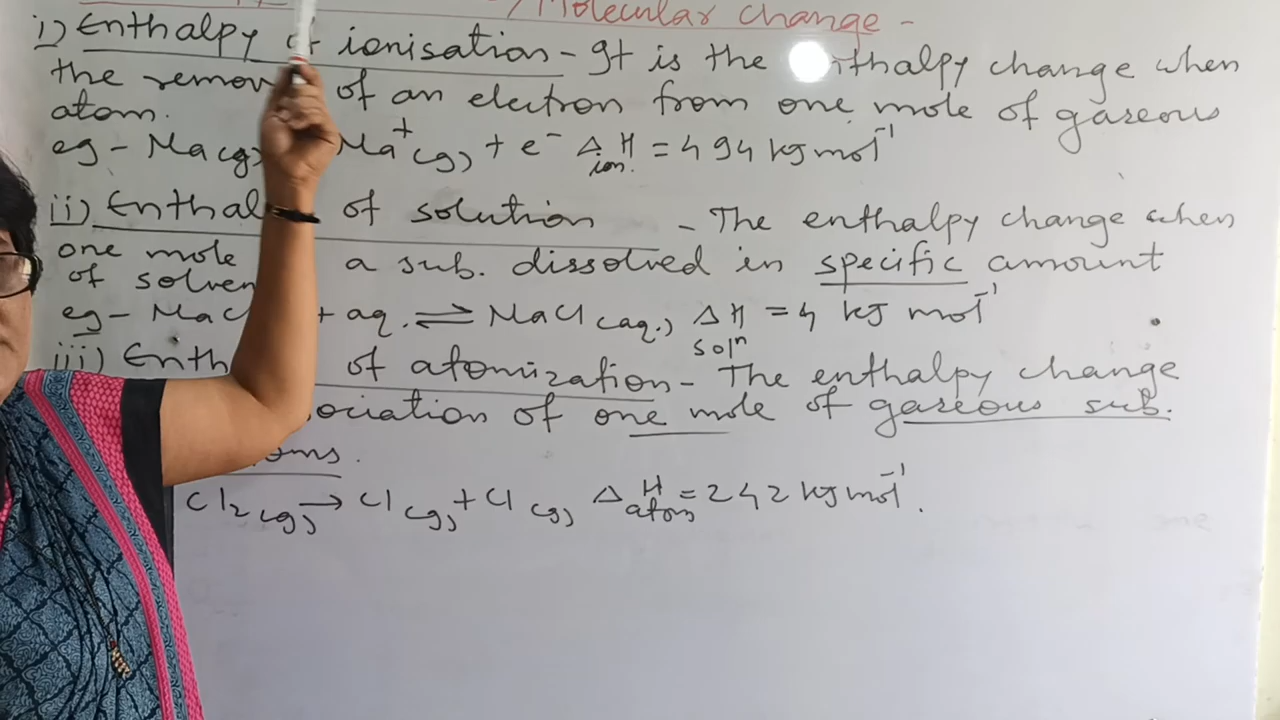 /Molecular change -
i) Enthalpy of ionisation - It is the enthalpy change when
the remov of an electron from one mole of gaseous
atom.
eg - Na(g) Na⁺(g) + e⁻ ΔionH = 494 kJ mol⁻¹
ii) Enthal of solution - The enthalpy change when
one mole a sub. dissolved in specific amount
of solven
eg - NaCl + aq. ⇌ NaCl(aq.) ΔsolnH = 4 kJ mol⁻¹
iii) Enth of atomization - The enthalpy change
ociation of one mole of gaseous sub.
oms.
Cl₂(g) → Cl(g) + Cl(g) ΔatomH = 242 kJ mol⁻¹.